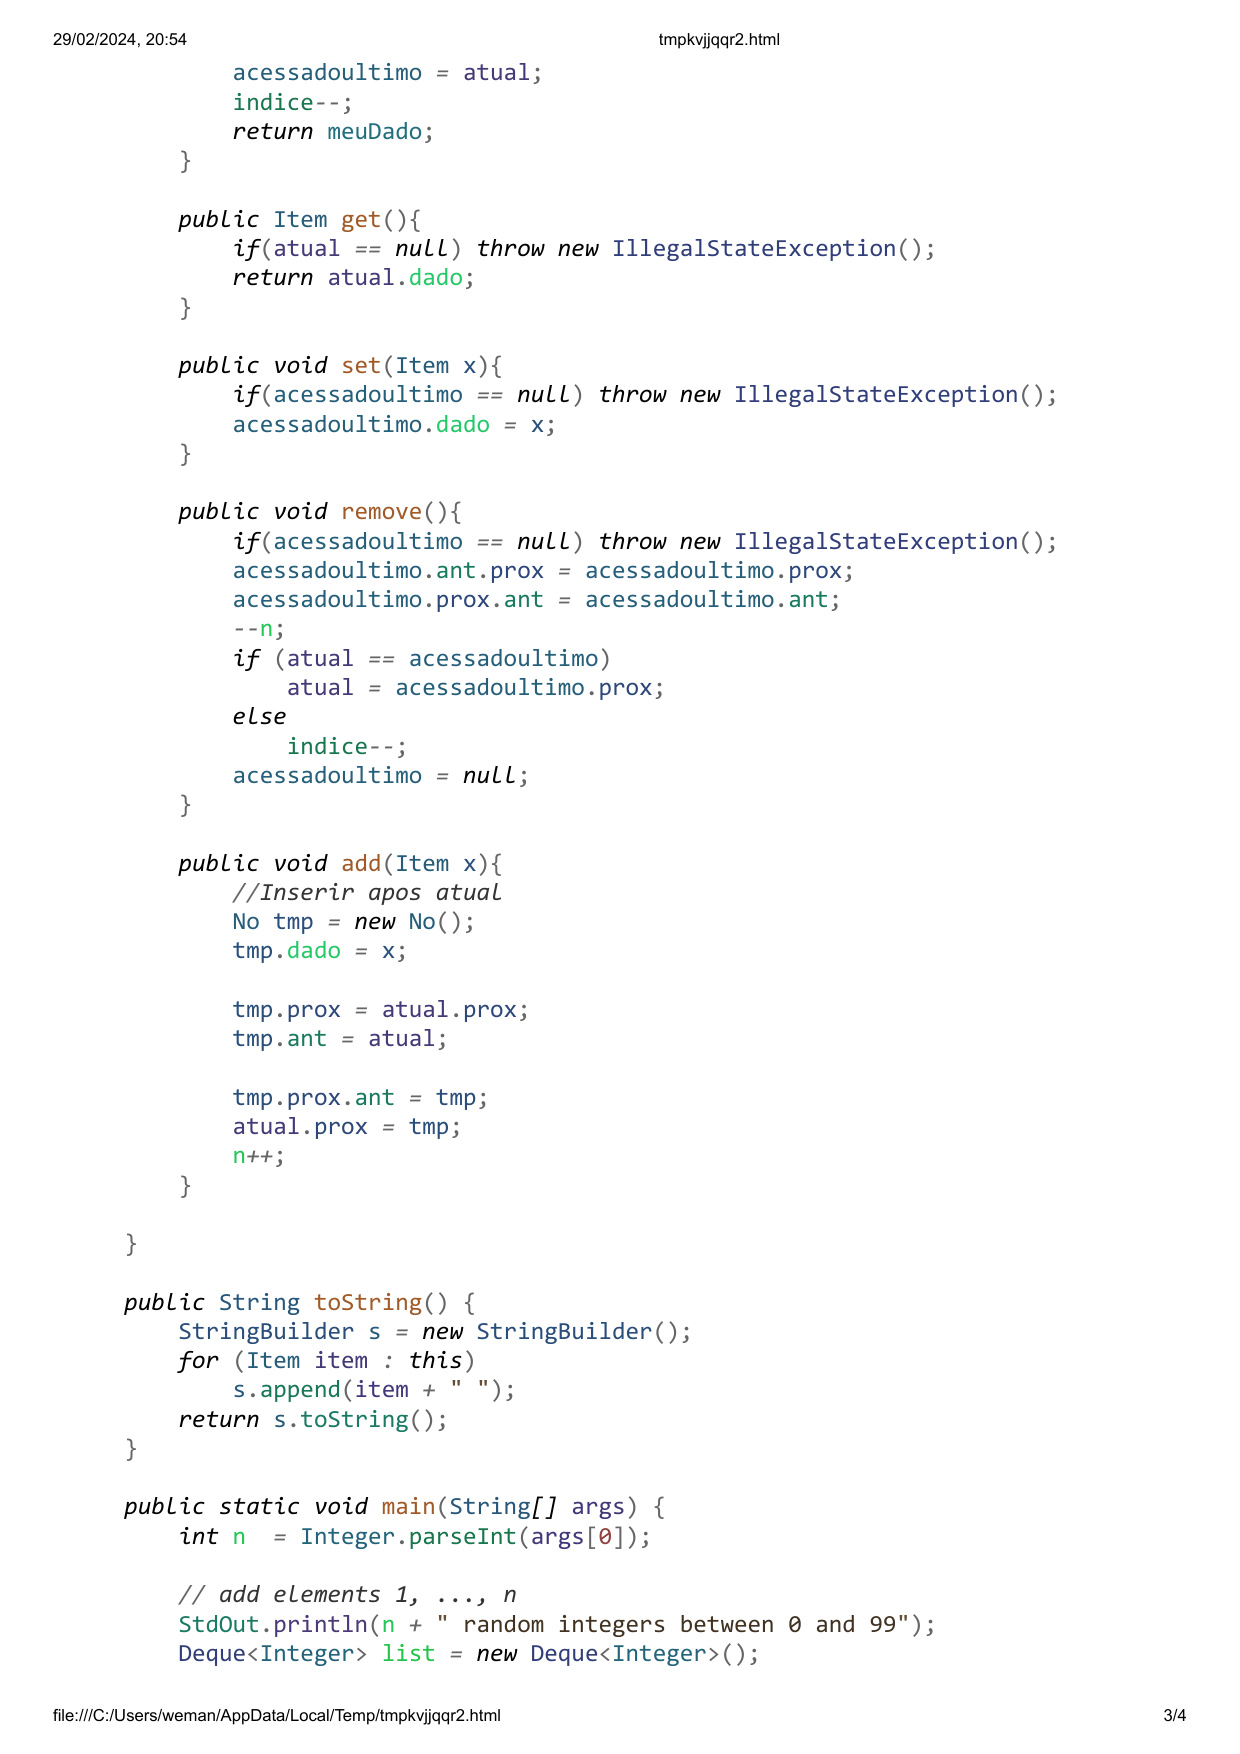 29/02/2024, 20:54 tmpkvjjqqr2.html
acessadoultimo = atual;
indice--;
return meuDado;
}
public Item get(){
if(atual == null) throw new IllegalStateException();
return atual.dado;
}
public void set(Item x){
if(acessadoultimo == null) throw new IllegalStateException();
acessadoultimo.dado = x;
}
public void remove(){
if(acessadoultimo == null) throw new IllegalStateException();
acessadoultimo.ant.prox = acessadoultimo.prox;
acessadoultimo.prox.ant = acessadoultimo.ant;
--n;
if (atual == acessadoultimo)
atual = acessadoultimo.prox;
else
indice--;
acessadoultimo = null;
}
public void add(Item x){
//Inserir apos atual
No tmp = new No();
tmp.dado = x;
tmp.prox = atual.prox;
tmp.ant = atual;
tmp.prox.ant = tmp;
atual.prox = tmp;
n++;
}
}
public String toString() {
StringBuilder s = new StringBuilder();
for (Item item : this)
s.append(item + " ");
return s.toString();
}
public static void main(String[] args) {
int n  = Integer.parseInt(args[0]);
// add elements 1, ..., n
StdOut.println(n + " random integers between 0 and 99");
Deque<Integer> list = new Deque<Integer>();
file:///C:/Users/weman/AppData/Local/Temp/tmpkvjjqqr2.html 3/4